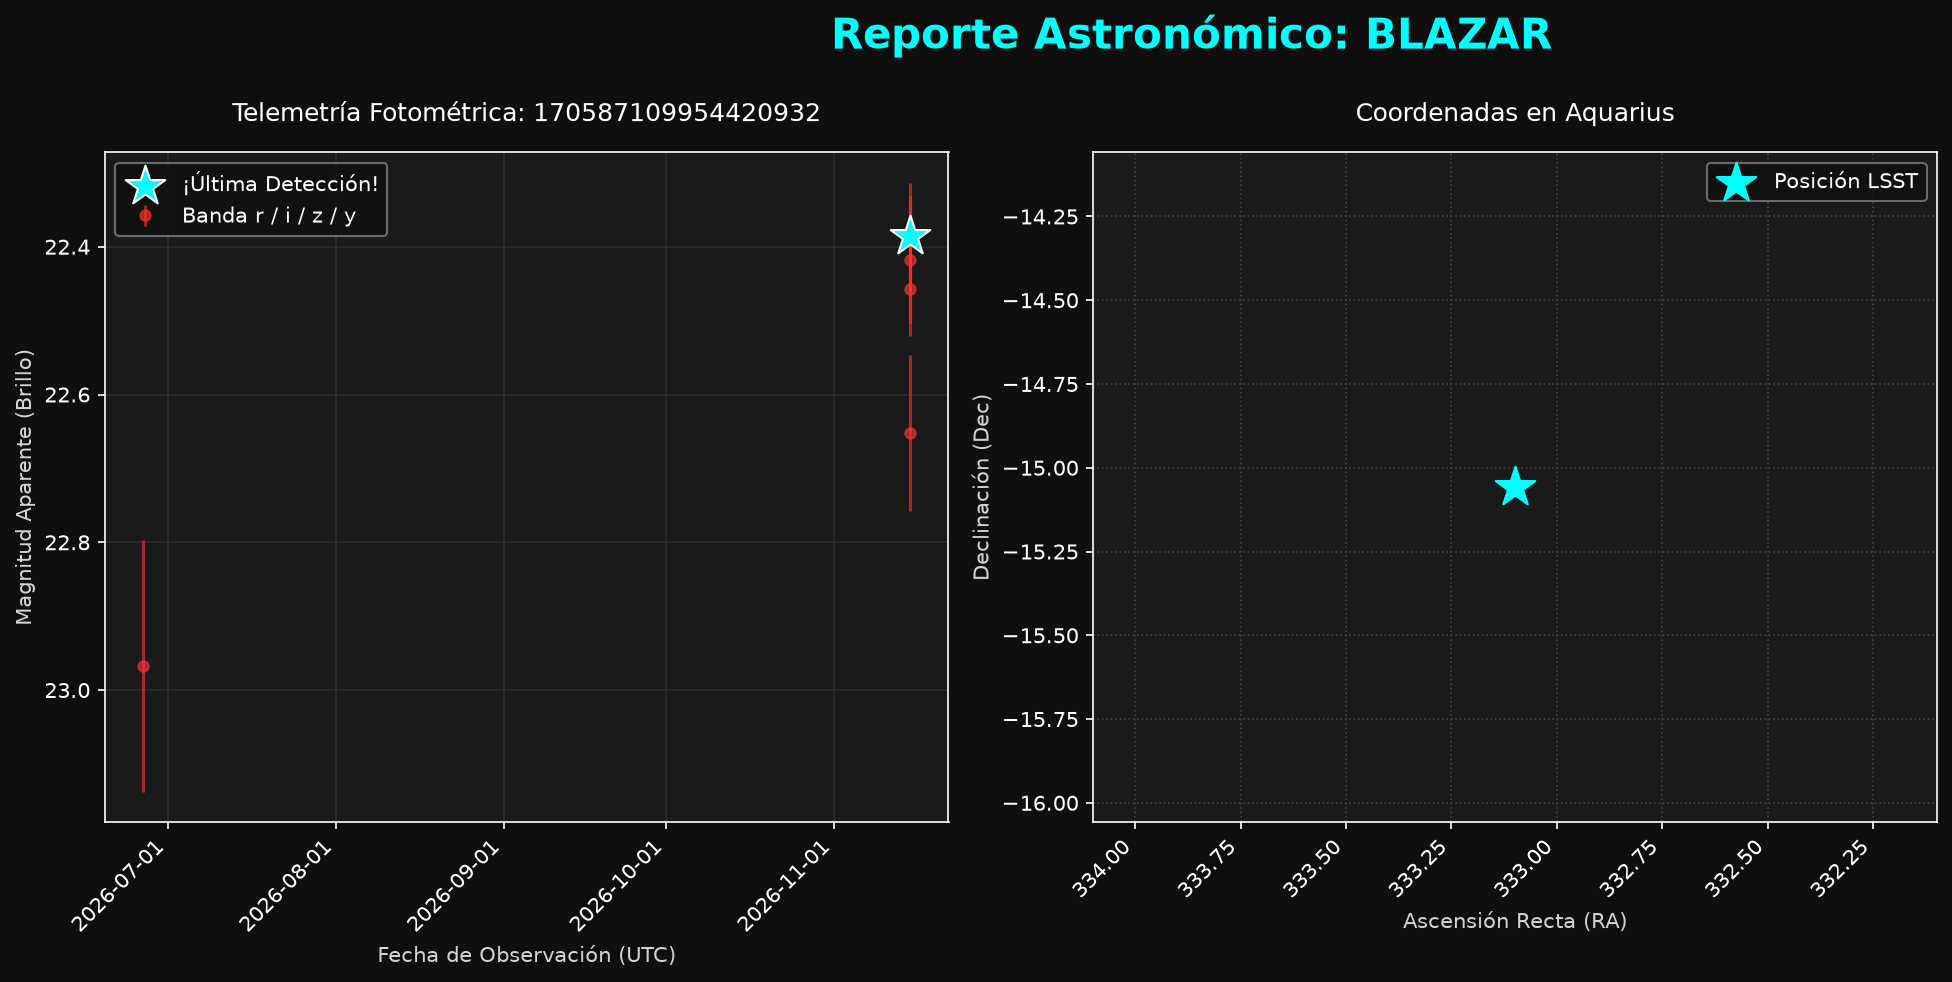 Reporte Astronómico: BLAZAR
Telemetría Fotométrica: 170587109954420932
¡Última Detección!
Banda r / i / z / y
Magnitud Aparente (Brillo)
22.4
22.6
22.8
23.0
2026-07-01
2026-08-01
2026-09-01
2026-10-01
2026-11-01
Fecha de Observación (UTC)
Coordenadas en Aquarius
Posición LSST
Declinación (Dec)
−14.25
−14.50
−14.75
−15.00
−15.25
−15.50
−15.75
−16.00
334.00
333.75
333.50
333.25
333.00
332.75
332.50
332.25
Ascensión Recta (RA)